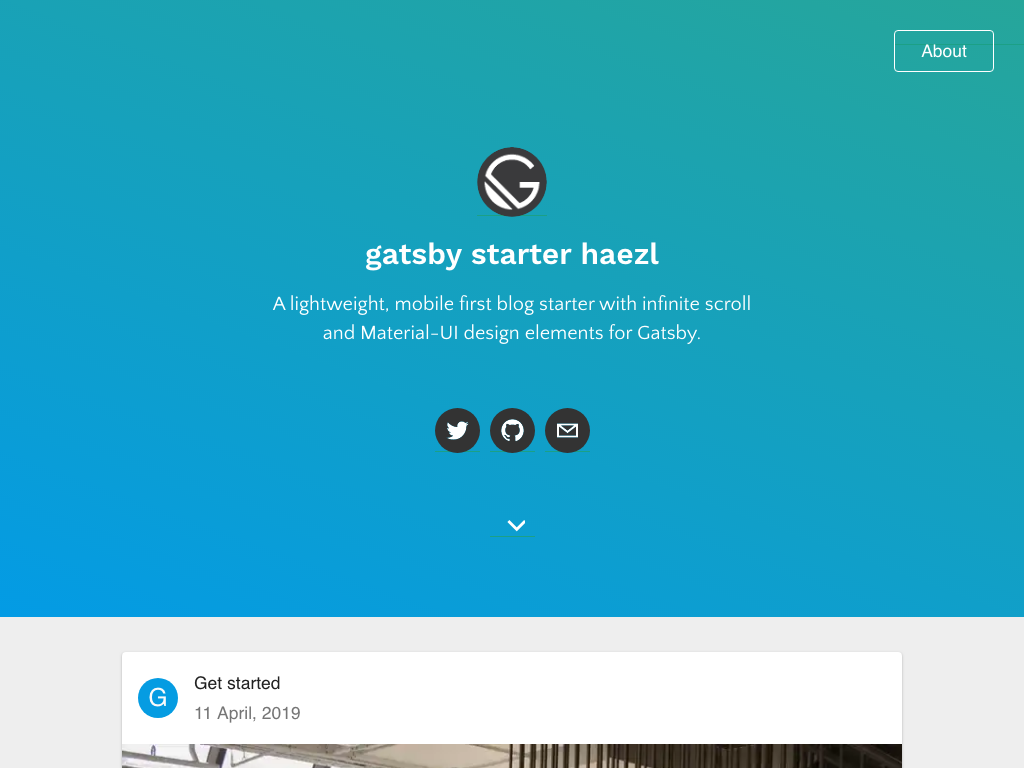 About
gatsby starter haezl
A lightweight, mobile first blog starter with infinite scroll
and Material-UI design elements for Gatsby.
G
Get started
11 April, 2019